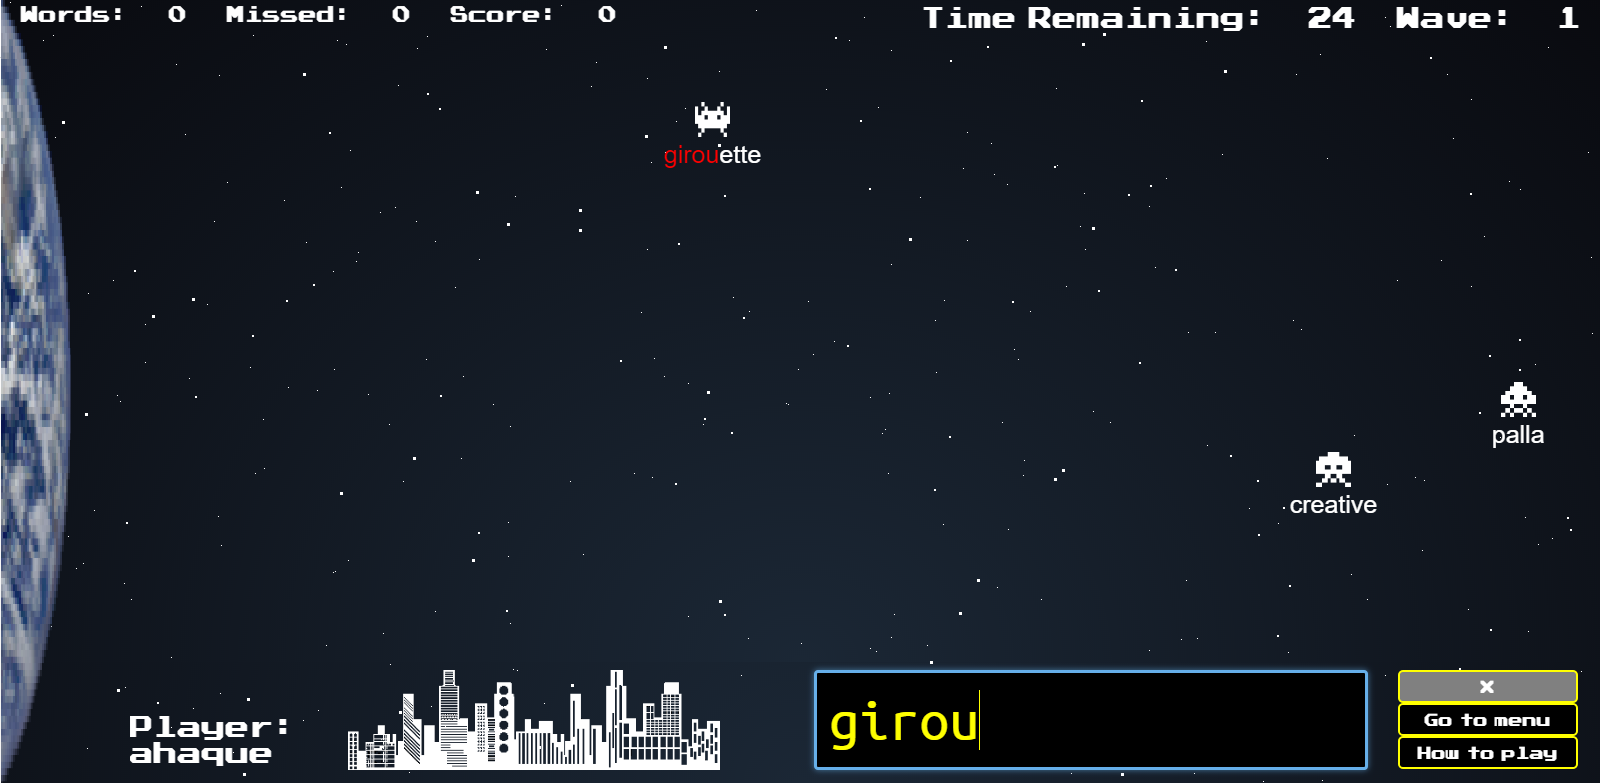 Words: 0 Missed: 0 Score: 0 Time Remaining: 24 Wave: 1
girouette
palla
creative
Player:
ahaque
girou
x
Go to menu
How to play